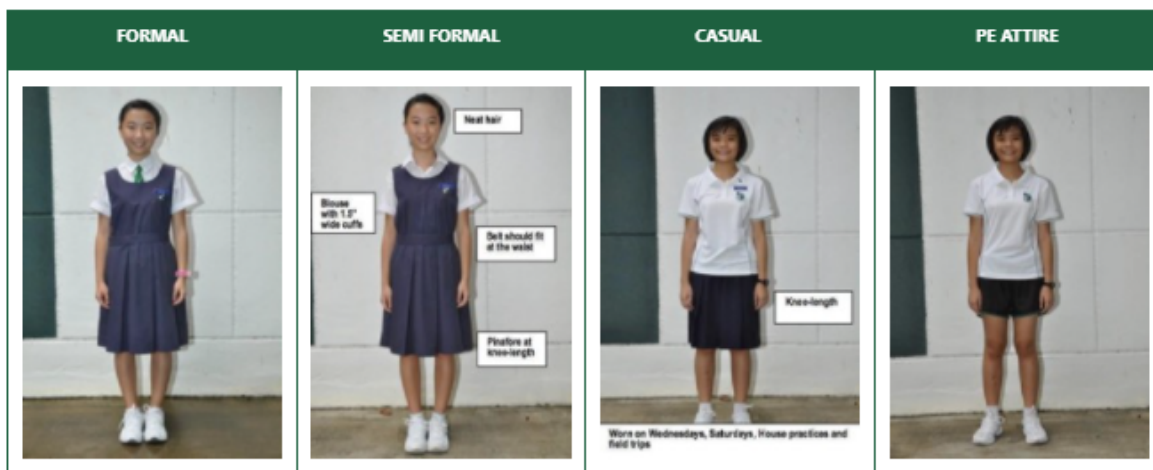 FORMAL
SEMI FORMAL
CASUAL
PE ATTIRE
Neat hair
Blouse
with 1.5"
wide cuffs
Belt should fit
at the waist
Pinafore at
knee-length
Knee-length
Worn on Wednesdays, Saturdays, House practices and
field trips